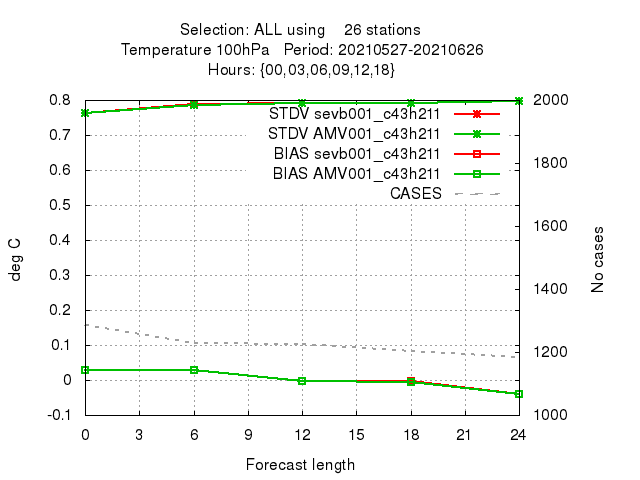 Selection: ALL using 26 stations
Temperature 100hPa Period: 20210527-20210626
Hours: {00,03,06,09,12,18}
STDV sevb001_c43h211
STDV AMV001_c43h211
BIAS sevb001_c43h211
BIAS AMV001_c43h211
CASES
0.8
0.7
0.6
0.5
0.4
0.3
0.2
0.1
0
-0.1
deg C
2000
1800
1600
1400
1200
1000
No cases
0 3 6 9 12 15 18 21 24
Forecast length